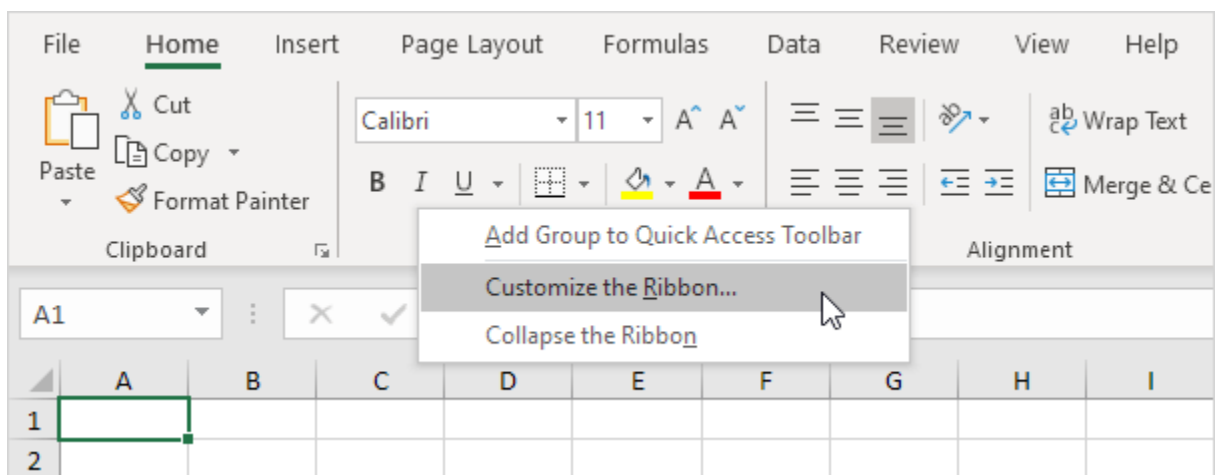 File Home Insert Page Layout Formulas Data Review View Help
Cut
Copy
Paste
Format Painter
Clipboard
Calibri 11 A A
B I U A
ab
ab c Wrap Text
Merge & Ce
Alignment
Add Group to Quick Access Toolbar
Customize the Ribbon...
Collapse the Ribbon
A1
A B C D E F G H I
1
2